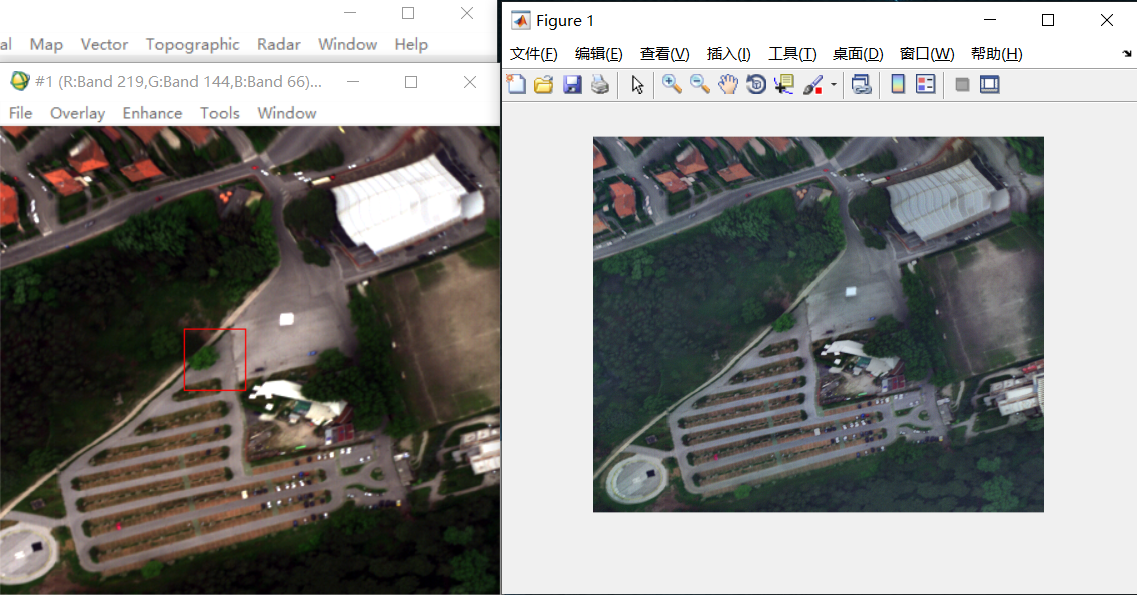 al Map Vector Topographic Radar Window Help
#1 (R:Band 219,G:Band 144,B:Band 66)...
File Overlay Enhance Tools Window
Figure 1
文件(F) 编辑(E) 查看(V) 插入(I) 工具(T) 桌面(D) 窗口(W) 帮助(H)